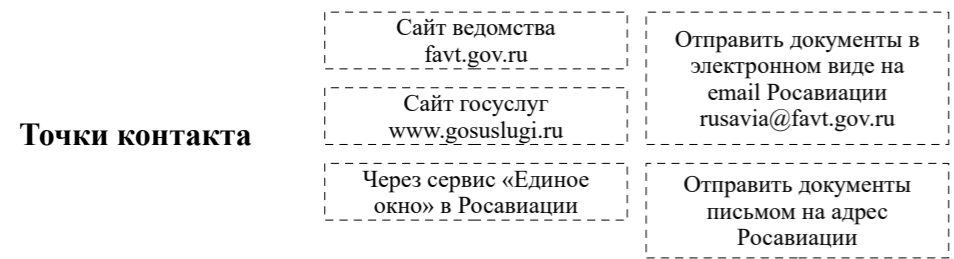 Точки контакта
Сайт ведомства
favt.gov.ru
Сайт госуслуг
www.gosuslugi.ru
Через сервис «Единое
окно» в Росавиации
Отправить документы в
электронном виде на
email Росавиации
rusavia@favt.gov.ru
Отправить документы
письмом на адрес
Росавиации